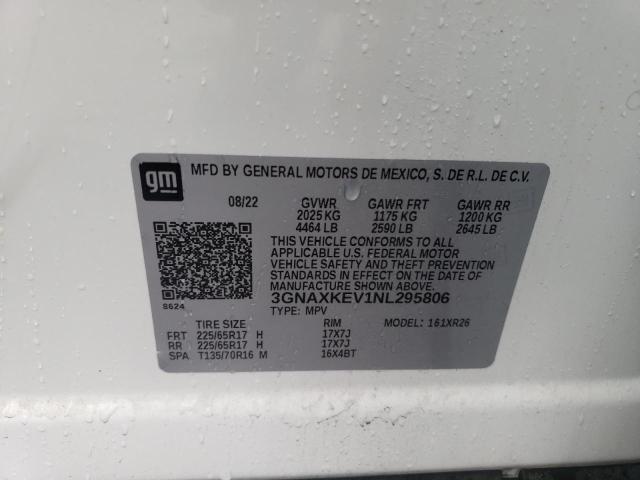 gm MFD BY GENERAL MOTORS DE MEXICO, S. DE R.L. DE C.V.
08/22 GVWR GAWR FRT GAWR RR
2025 KG 1175 KG 1200 KG
4464 LB 2590 LB 2645 LB
THIS VEHICLE CONFORMS TO ALL
APPLICABLE U.S. FEDERAL MOTOR
VEHICLE SAFETY AND THEFT PREVENTION
STANDARDS IN EFFECT ON THE DATE OF
MANUFACTURE SHOWN ABOVE.
3GNAXKEV1NL295806
8624 TYPE: MPV
TIRE SIZE RIM MODEL: 161XR26
FRT 225/65R17 H 17X7J
RR 225/65R17 H 17X7J
SPA T135/70R16 M 16X4BT